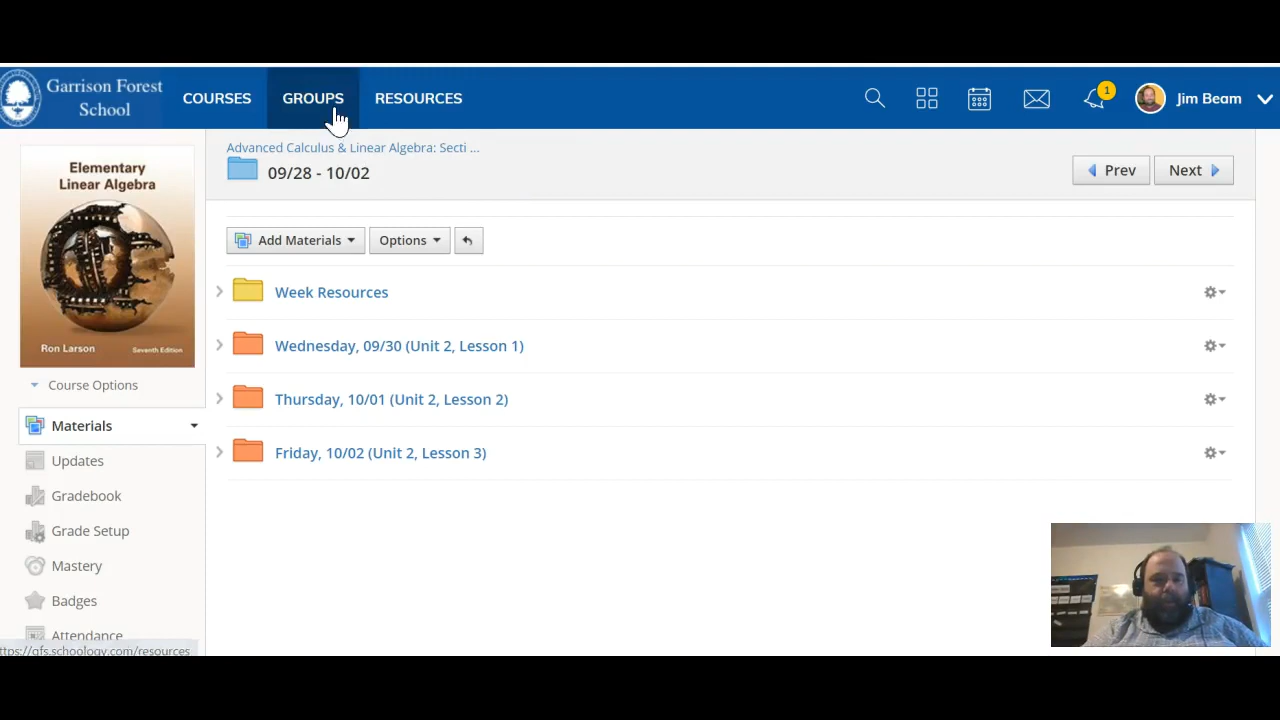 Garrison Forest
School
COURSES
GROUPS
RESOURCES
1
Jim Beam
Elementary
Linear Algebra
Ron Larson
Seventh Edition
Advanced Calculus & Linear Algebra: Secti ...
09/28 - 10/02
Prev
Next
Add Materials
Options
Week Resources
Wednesday, 09/30 (Unit 2, Lesson 1)
Thursday, 10/01 (Unit 2, Lesson 2)
Friday, 10/02 (Unit 2, Lesson 3)
Course Options
Materials
Updates
Gradebook
Grade Setup
Mastery
Badges
Attendance
ttps://gfs.schoology.com/resources